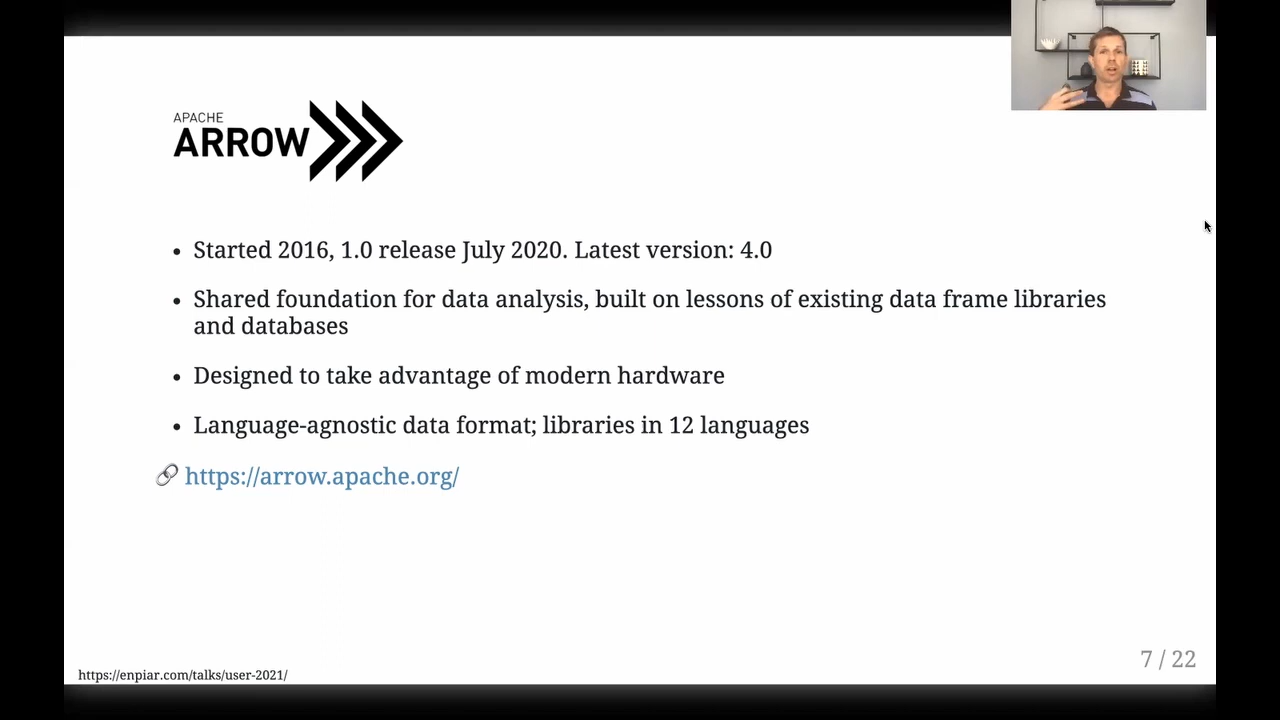 APACHE
ARROW
• Started 2016, 1.0 release July 2020. Latest version: 4.0
• Shared foundation for data analysis, built on lessons of existing data frame libraries
and databases
• Designed to take advantage of modern hardware
• Language-agnostic data format; libraries in 12 languages
🔗 https://arrow.apache.org/
7 / 22
https://enpiar.com/talks/user-2021/